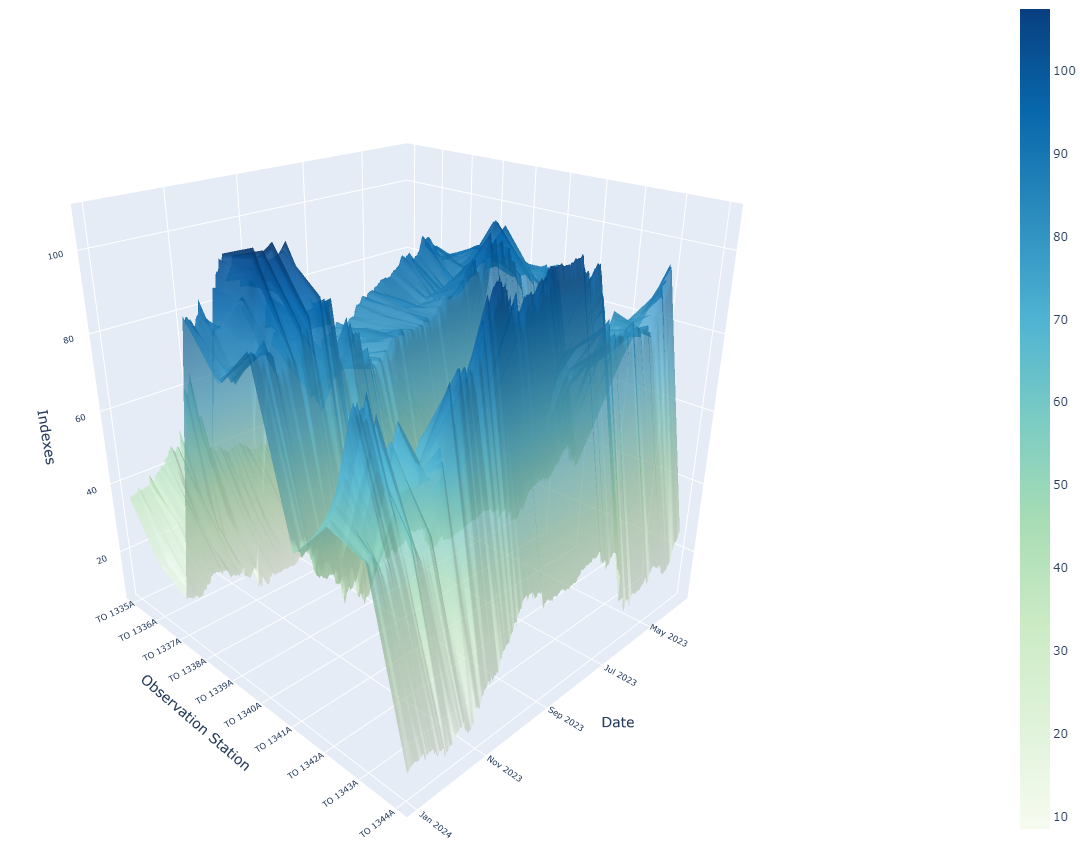 100
80
60
40
20
Indexes
TO 1335A
TO 1336A
TO 1337A
TO 1338A
TO 1339A
TO 1340A
TO 1341A
TO 1342A
TO 1343A
TO 1344A
Observation Station
Jan 2024
Nov 2023
Sep 2023
Jul 2023
May 2023
Date
100
90
80
70
60
50
40
30
20
10